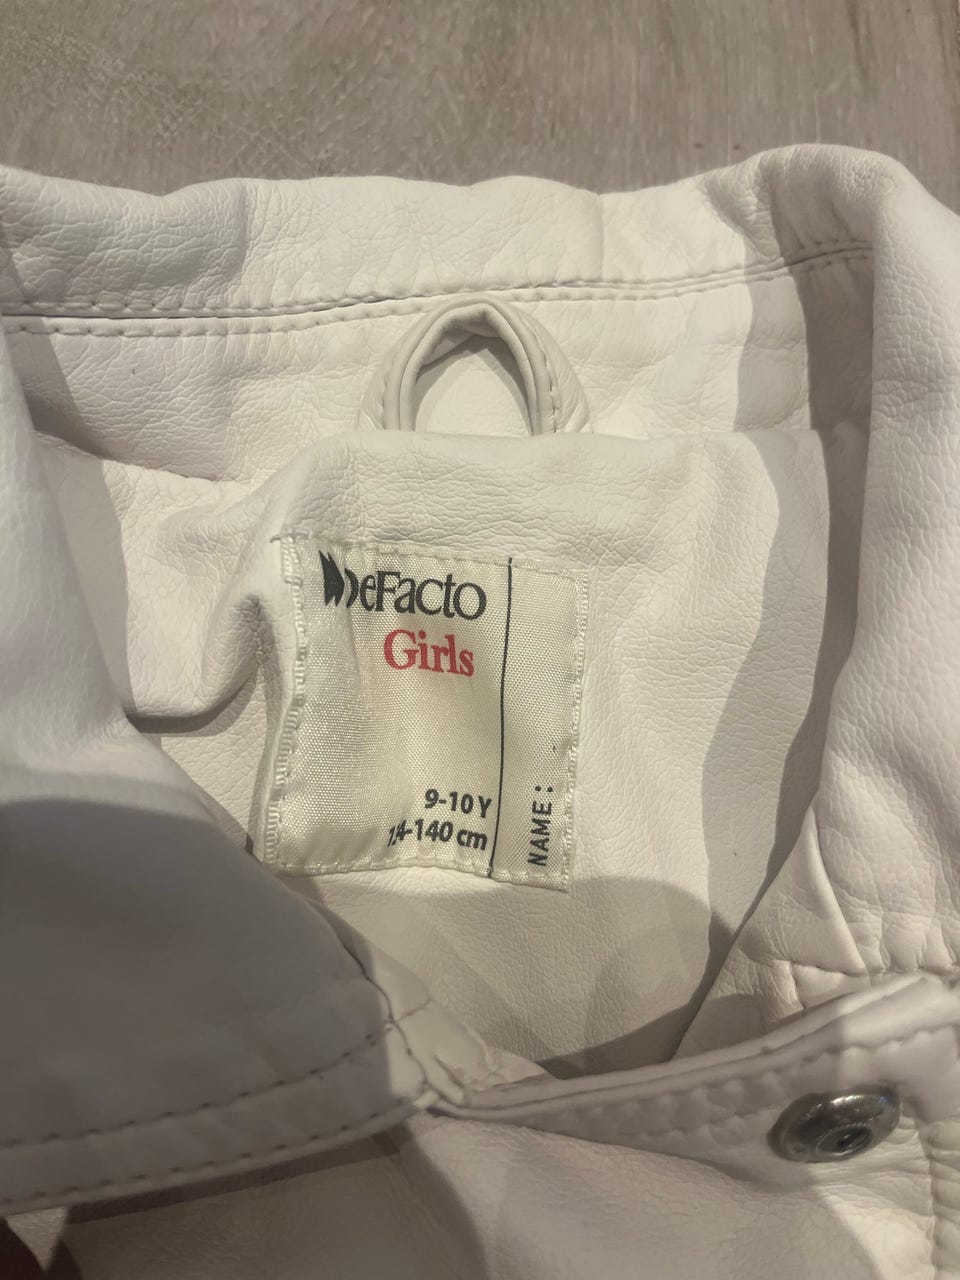 DeFacto
Girls
9-10 Y
134-140 cm
NAME: